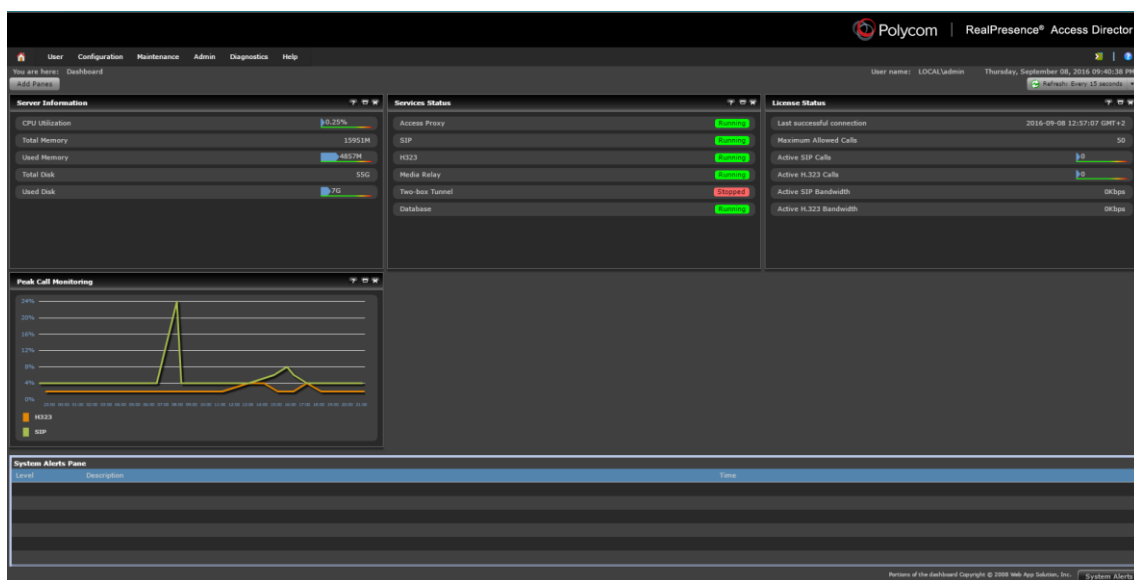 Polycom | RealPresence® Access Director
User Configuration Maintenance Admin Diagnostics Help
You are here: Dashboard User name: LOCAL\admin Thursday, September 08, 2016 09:40:38 PM
Add Panes Refresh: Every 15 seconds
Server Information
CPU Utilization 0.25%
Total Memory 15951M
Used Memory 4857M
Total Disk 55G
Used Disk 7G
Services Status
Access Proxy Running
SIP Running
H323 Running
Media Relay Running
Two-box Tunnel Stopped
Database Running
License Status
Last successful connection 2016-09-08 12:57:07 GMT+2
Maximum Allowed Calls 50
Active SIP Calls 0
Active H.323 Calls 0
Active SIP Bandwidth 0Kbps
Active H.323 Bandwidth 0Kbps
Peak Call Monitoring
24%
20%
16%
12%
8%
4%
0%
H323
SIP
System Alerts Pane
Level Description Time
Portions of the dashboard Copyright © 2008 Web App Solution, Inc. System Alerts